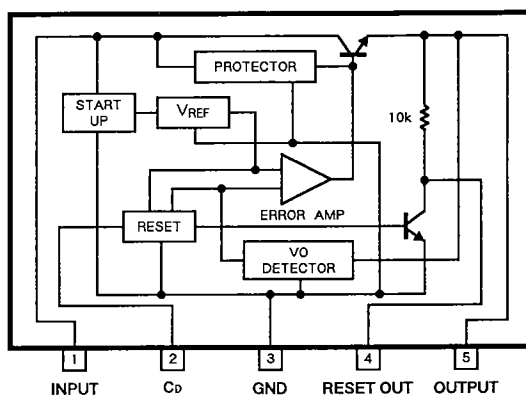 PROTECTOR
START UP
VREF
10k
ERROR AMP
RESET
VO DETECTOR
1 2 3 4 5
INPUT CD GND RESET OUT OUTPUT